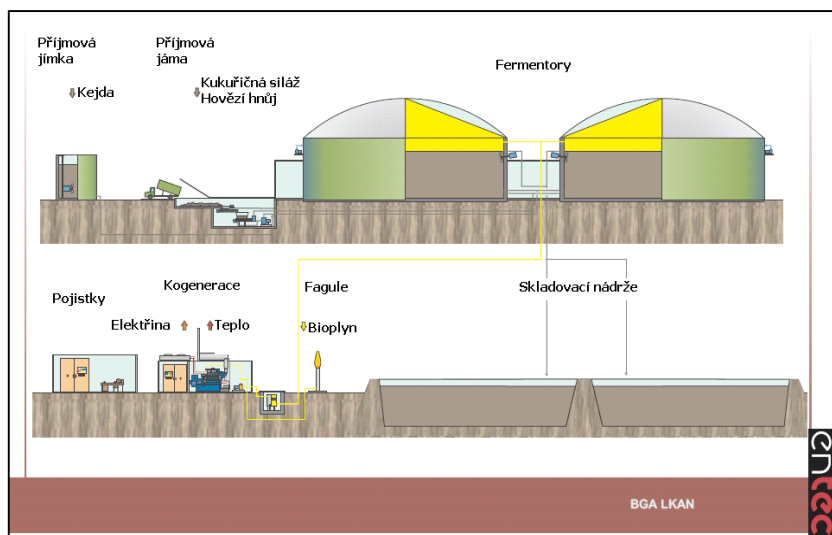 Příjmová
jímka
Kejda
Příjmová
jáma
Kukuřičná siláž
Hovězí hnůj
Fermentory
Pojistky
Kogenerace
Elektřina
Teplo
Fagule
Bioplyn
Skladovací nádrže
BGA LKAN
entec